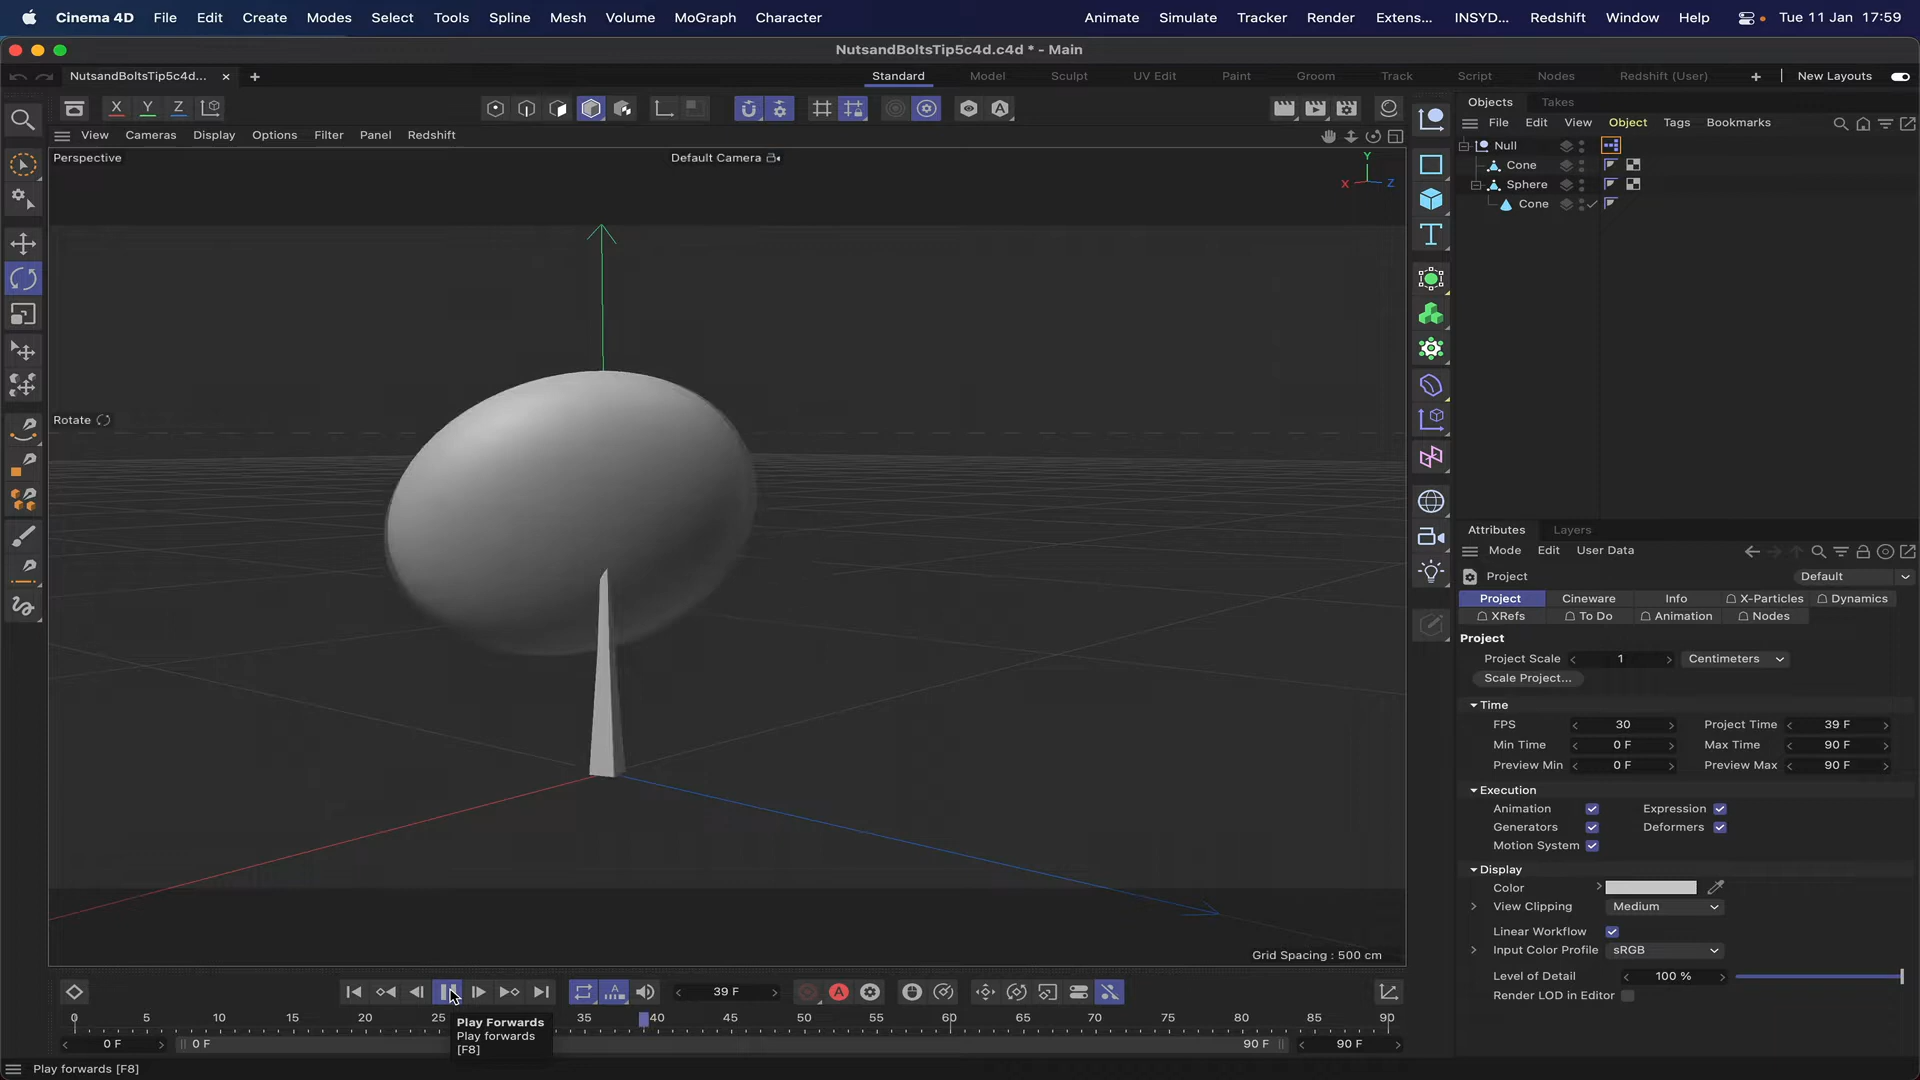 Cinema 4D File Edit Create Modes Select Tools Spline Mesh Volume MoGraph Character Animate Simulate Tracker Render Extens... INSYD... Redshift Window Help Tue 11 Jan 17:59
NutsandBoltsTip5c4d.c4d * - Main
NutsandBoltsTip5c4d... × + Standard Model Sculpt UV Edit Paint Groom Track Script Nodes Redshift (User) + New Layouts
X Y Z
View Cameras Display Options Filter Panel Redshift
Perspective
Default Camera
Y
X
Z
Rotate
Grid Spacing : 500 cm
Objects Takes
File Edit View Object Tags Bookmarks
Null
Cone
Sphere
Cone
Attributes Layers
Mode Edit User Data
Project Default
Project Cineware Info X-Particles Dynamics
XRefs To Do Animation Nodes
Project
Project Scale 1 Centimeters
Scale Project...
Time
FPS 30 Project Time 39 F
Min Time 0 F Max Time 90 F
Preview Min 0 F Preview Max 90 F
Execution
Animation Expression
Generators Deformers
Motion System
Display
Color
View Clipping Medium
Linear Workflow
Input Color Profile sRGB
Level of Detail 100 %
Render LOD in Editor
39 F
0 5 10 15 20 25 35 40 45 50 55 60 65 70 75 80 85 90
Play Forwards
Play forwards
[F8]
0 F 0 F 90 F 90 F
Play forwards [F8]